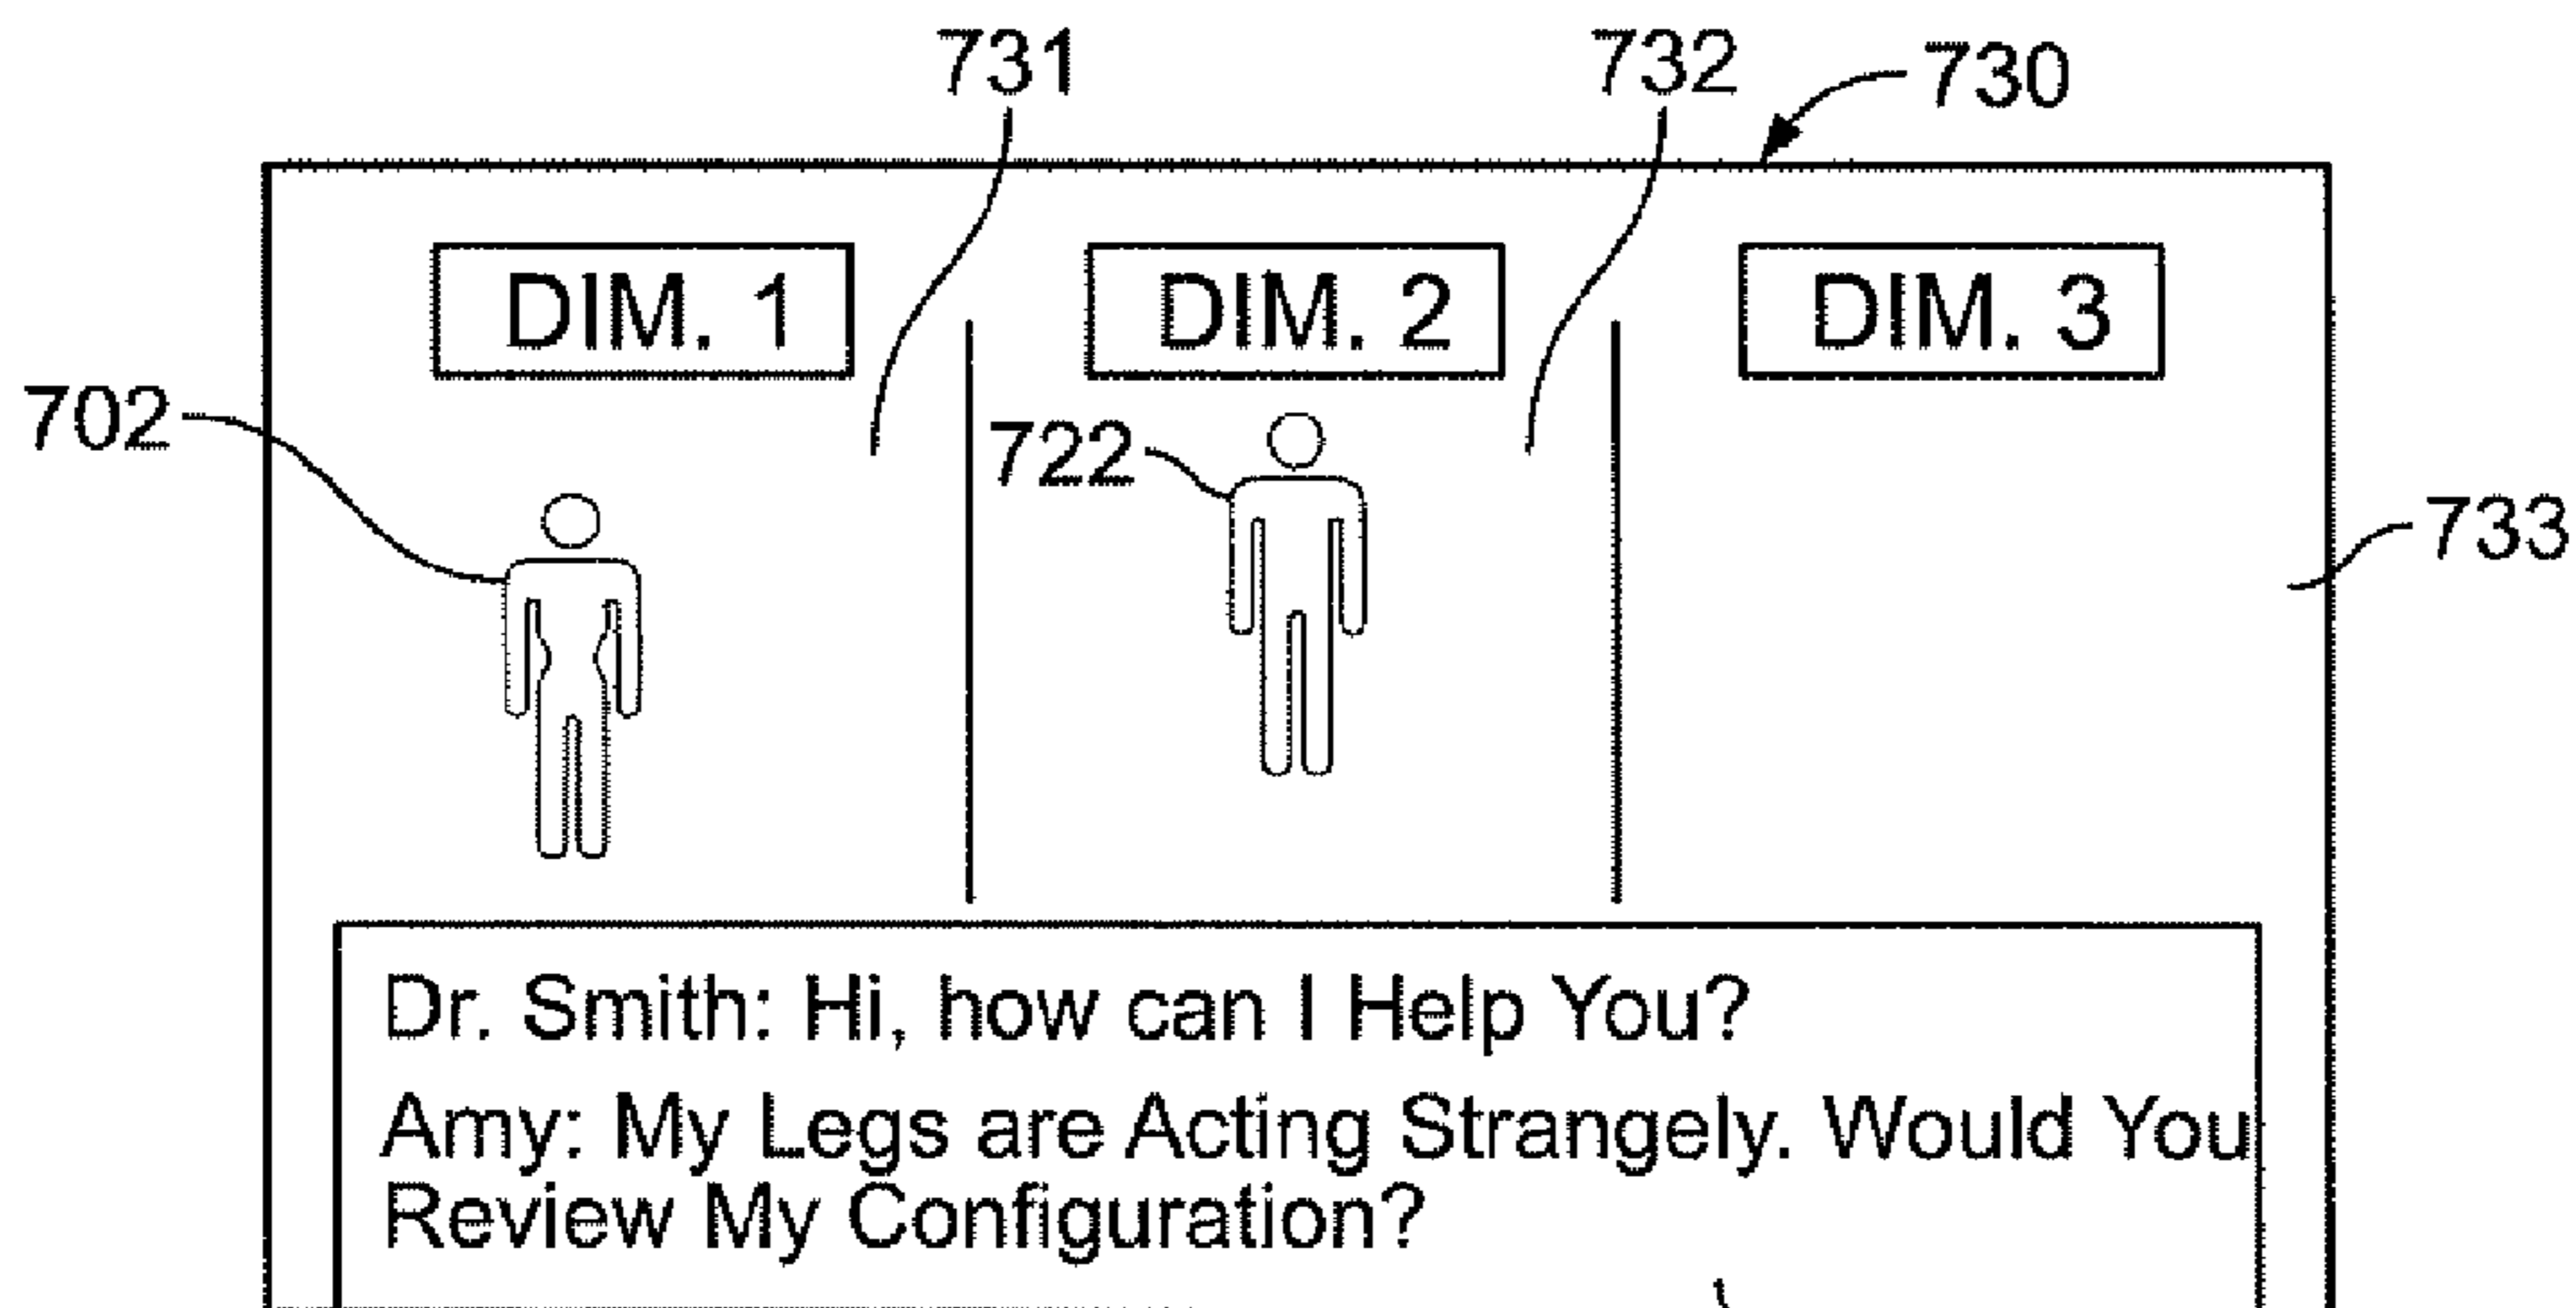 731 732 730
DIM. 1 DIM. 2 DIM. 3
702 722 733
Dr. Smith: Hi, how can I Help You?
Amy: My Legs are Acting Strangely. Would You
Review My Configuration?